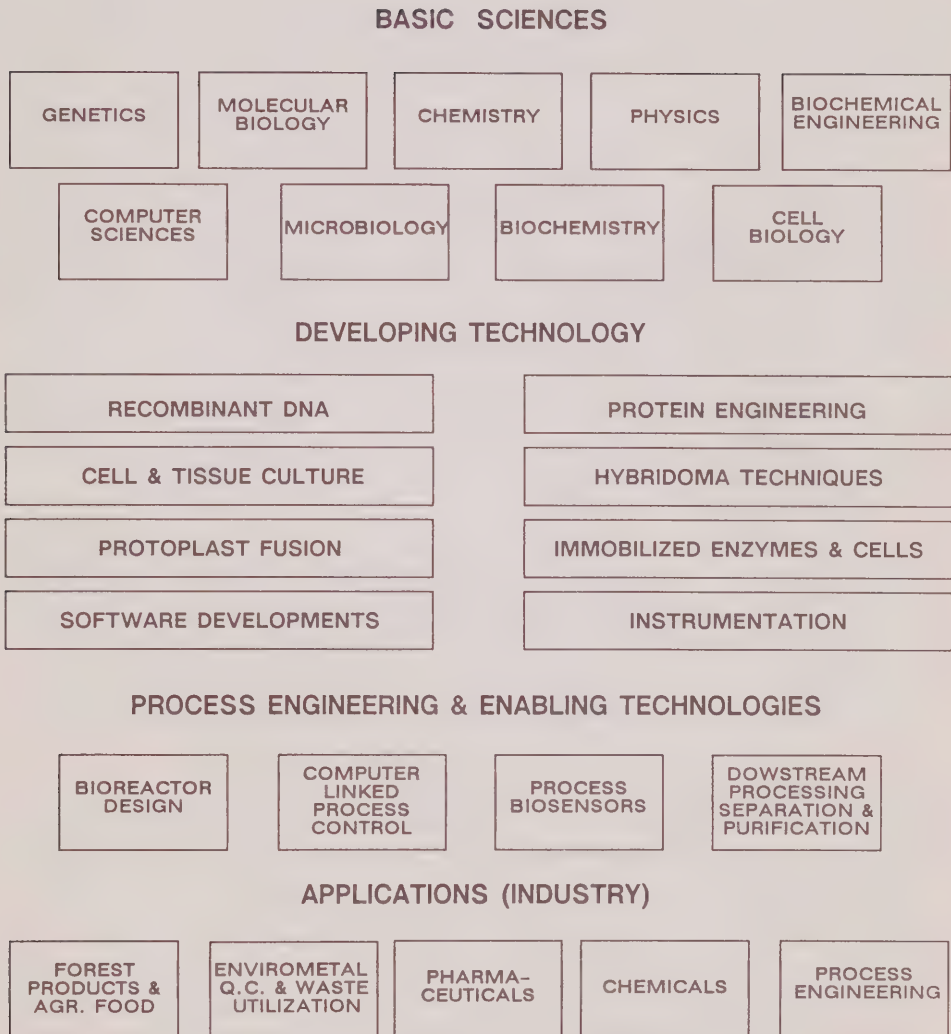 BASIC SCIENCES
GENETICS
MOLECULAR
BIOLOGY
CHEMISTRY
PHYSICS
BIOCHEMICAL
ENGINEERING
COMPUTER
SCIENCES
MICROBIOLOGY
BIOCHEMISTRY
CELL
BIOLOGY
DEVELOPING TECHNOLOGY
RECOMBINANT DNA
PROTEIN ENGINEERING
CELL & TISSUE CULTURE
HYBRIDOMA TECHNIQUES
PROTOPLAST FUSION
IMMOBILIZED ENZYMES & CELLS
SOFTWARE DEVELOPMENTS
INSTRUMENTATION
PROCESS ENGINEERING & ENABLING TECHNOLOGIES
BIOREACTOR
DESIGN
COMPUTER
LINKED
PROCESS
CONTROL
PROCESS
BIOSENSORS
DOWSTREAM
PROCESSING
SEPARATION &
PURIFICATION
APPLICATIONS (INDUSTRY)
FOREST
PRODUCTS &
AGR. FOOD
ENVIROMETAL
Q.C. & WASTE
UTILIZATION
PHARMA-
CEUTICALS
CHEMICALS
PROCESS
ENGINEERING